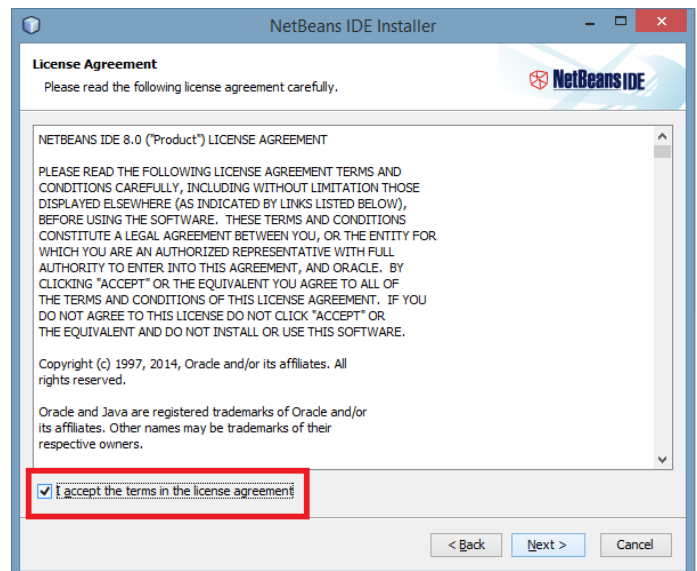 NetBeans IDE Installer
License Agreement
Please read the following license agreement carefully.
NetBeans IDE
NETBEANS IDE 8.0 ("Product") LICENSE AGREEMENT
PLEASE READ THE FOLLOWING LICENSE AGREEMENT TERMS AND
CONDITIONS CAREFULLY, INCLUDING WITHOUT LIMITATION THOSE
DISPLAYED ELSEWHERE (AS INDICATED BY LINKS LISTED BELOW),
BEFORE USING THE SOFTWARE.  THESE TERMS AND CONDITIONS
CONSTITUTE A LEGAL AGREEMENT BETWEEN YOU, OR THE ENTITY FOR
WHICH YOU ARE AN AUTHORIZED REPRESENTATIVE WITH FULL
AUTHORITY TO ENTER INTO THIS AGREEMENT, AND ORACLE.  BY
CLICKING "ACCEPT" OR THE EQUIVALENT YOU AGREE TO ALL OF
THE TERMS AND CONDITIONS OF THIS LICENSE AGREEMENT.  IF YOU
DO NOT AGREE TO THIS LICENSE DO NOT CLICK "ACCEPT" OR
THE EQUIVALENT AND DO NOT INSTALL OR USE THIS SOFTWARE.
Copyright (c) 1997, 2014, Oracle and/or its affiliates. All
rights reserved.
Oracle and Java are registered trademarks of Oracle and/or
its affiliates. Other names may be trademarks of their
respective owners.
I accept the terms in the license agreement
< Back Next > Cancel